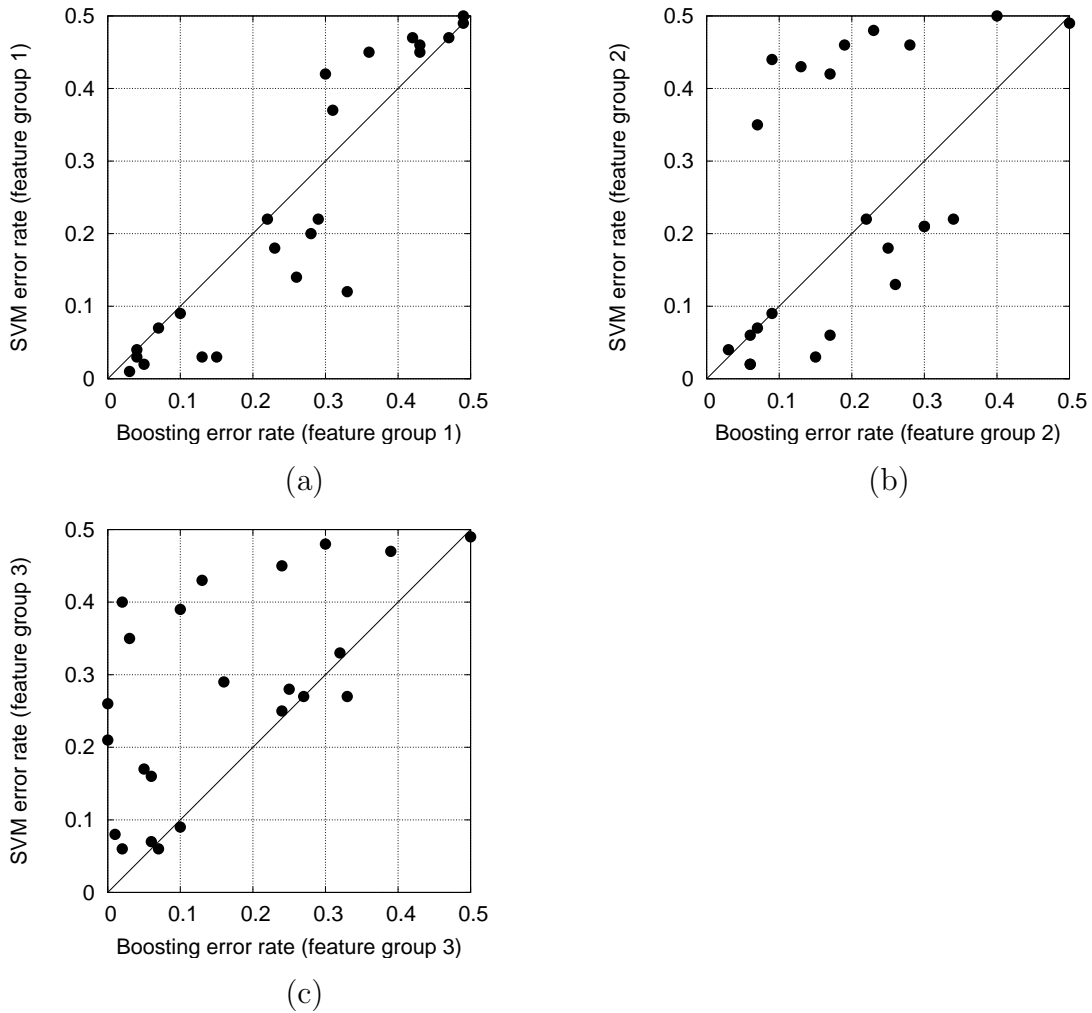 SVM error rate (feature group 1)
0.5
0.4
0.3
0.2
0.1
0
0 0.1 0.2 0.3 0.4 0.5
Boosting error rate (feature group 1)
(a)
SVM error rate (feature group 2)
0.5
0.4
0.3
0.2
0.1
0
0 0.1 0.2 0.3 0.4 0.5
Boosting error rate (feature group 2)
(b)
SVM error rate (feature group 3)
0.5
0.4
0.3
0.2
0.1
0
0 0.1 0.2 0.3 0.4 0.5
Boosting error rate (feature group 3)
(c)